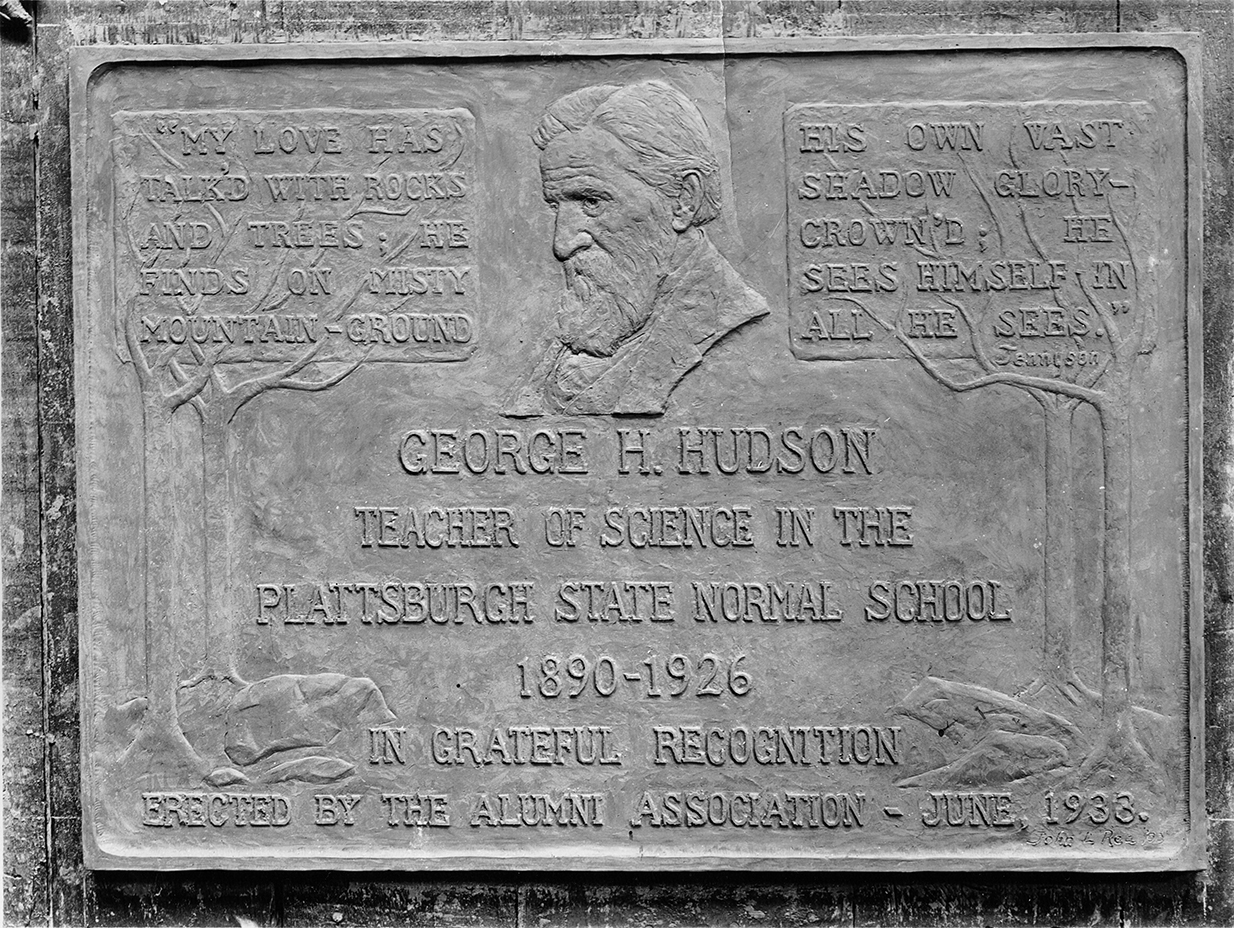 "MY LOVE HAS
TALK'D WITH ROCKS
AND TREES; HE
FINDS ON MISTY
MOUNTAIN-GROUND
HIS OWN VAST
SHADOW GLORY-
CROWN'D; HE
SEES HIMSELF IN
ALL HE SEES."
Tennyson
GEORGE H. HUDSON
TEACHER OF SCIENCE IN THE
PLATTSBURGH STATE NORMAL SCHOOL
1890-1926
IN GRATEFUL RECOGNITION
ERECTED BY THE ALUMNI ASSOCIATION - JUNE, 1933.
John